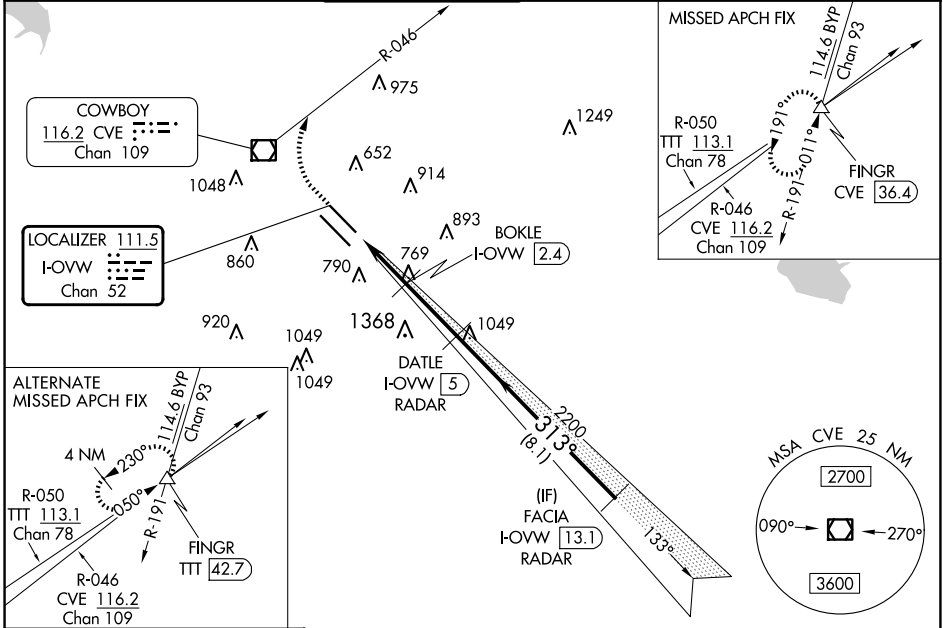 R-046
975
COWBOY
116.2 CVE
Chan 109
1249
652
1048
914
893
LOCALIZER 111.5
I-OVW
Chan 52
860
BOKLE
I-OVW 2.4
769
790
920
1368
1049
1049
1049
DATLE
I-OVW 5
RADAR
2200
313°
(8.1)
(IF)
FACIA
I-OVW 13.1
RADAR
133°
MISSED APCH FIX
114.6 BYP
Chan 93
191°
R-050
TTT 113.1
Chan 78
R-191
011°
FINGR
CVE 36.4
R-046
CVE 116.2
Chan 109
ALTERNATE
MISSED APCH FIX
114.6 BYP
Chan 93
4 NM
230°
R-050
TTT 113.1
Chan 78
050°
R-191
FINGR
TTT 42.7
R-046
CVE 116.2
Chan 109
MSA CVE 25 NM
2700
090°
270°
3600